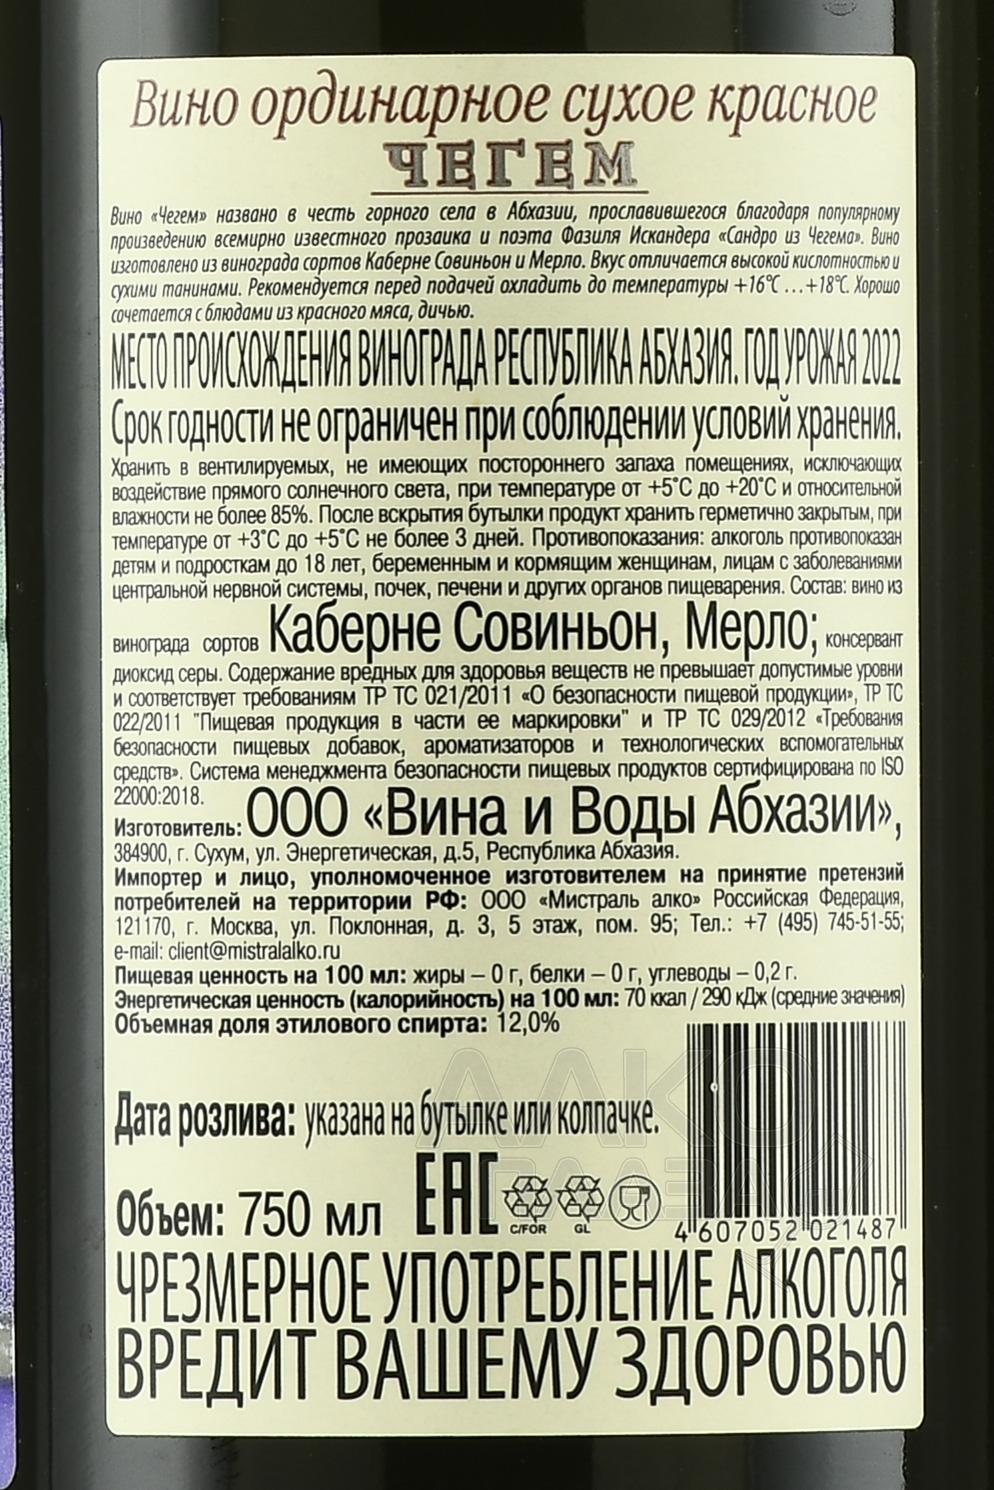 Вино ординарное сухое красное
ЧЕГЕМ
Вино «Чегем» названо в честь горного села в Абхазии, прославившегося благодаря популярному
произведению всемирно известного прозаика и поэта Фазиля Искандера «Сандро из Чегема». Вино
изготовлено из винограда сортов Каберне Совиньон и Мерло. Вкус отличается высокой кислотностью и
сухими танинами. Рекомендуется перед подачей охладить до температуры +16°С ...+18°С. Хорошо
сочетается с блюдами из красного мяса, дичью.
МЕСТО ПРОИСХОЖДЕНИЯ ВИНОГРАДА РЕСПУБЛИКА АБХАЗИЯ. ГОД УРОЖАЯ 2022
Срок годности не ограничен при соблюдении условий хранения.
Хранить в вентилируемых, не имеющих постороннего запаха помещениях, исключающих
воздействие прямого солнечного света, при температуре от +5°С до +20°С и относительной
влажности не более 85%. После вскрытия бутылки продукт хранить герметично закрытым, при
температуре от +3°С до +5°С не более 3 дней. Противопоказания: алкоголь противопоказан
детям и подросткам до 18 лет, беременным и кормящим женщинам, лицам с заболеваниями
центральной нервной системы, почек, печени и других органов пищеварения. Состав: вино из
винограда сортов Каберне Совиньон, Мерло; консервант
диоксид серы. Содержание вредных для здоровья веществ не превышает допустимые уровни
и соответствует требованиям ТР ТС 021/2011 «О безопасности пищевой продукции», ТР ТС
022/2011 "Пищевая продукция в части ее маркировки" и ТР ТС 029/2012 «Требования
безопасности пищевых добавок, ароматизаторов и технологических вспомогательных
средств». Система менеджмента безопасности пищевых продуктов сертифицирована по ISO
22000:2018.
Изготовитель: ООО «Вина и Воды Абхазии»,
384900, г. Сухум, ул. Энергетическая, д.5, Республика Абхазия.
Импортер и лицо, уполномоченное изготовителем на принятие претензий
потребителей на территории РФ: ООО «Мистраль алко» Российская Федерация,
121170, г. Москва, ул. Поклонная, д. 3, 5 этаж, пом. 95; Тел.: +7 (495) 745-51-55;
e-mail: client@mistralalko.ru
Пищевая ценность на 100 мл: жиры – 0 г, белки – 0 г, углеводы – 0,2 г.
Энергетическая ценность (калорийность) на 100 мл: 70 ккал / 290 кДж (средние значения)
Объемная доля этилового спирта: 12,0%
Дата розлива: указана на бутылке или колпачке.
Объем: 750 мл EAC C/FOR GL
4 607052 021487
ЧРЕЗМЕРНОЕ УПОТРЕБЛЕНИЕ АЛКОГОЛЯ
ВРЕДИТ ВАШЕМУ ЗДОРОВЬЮ